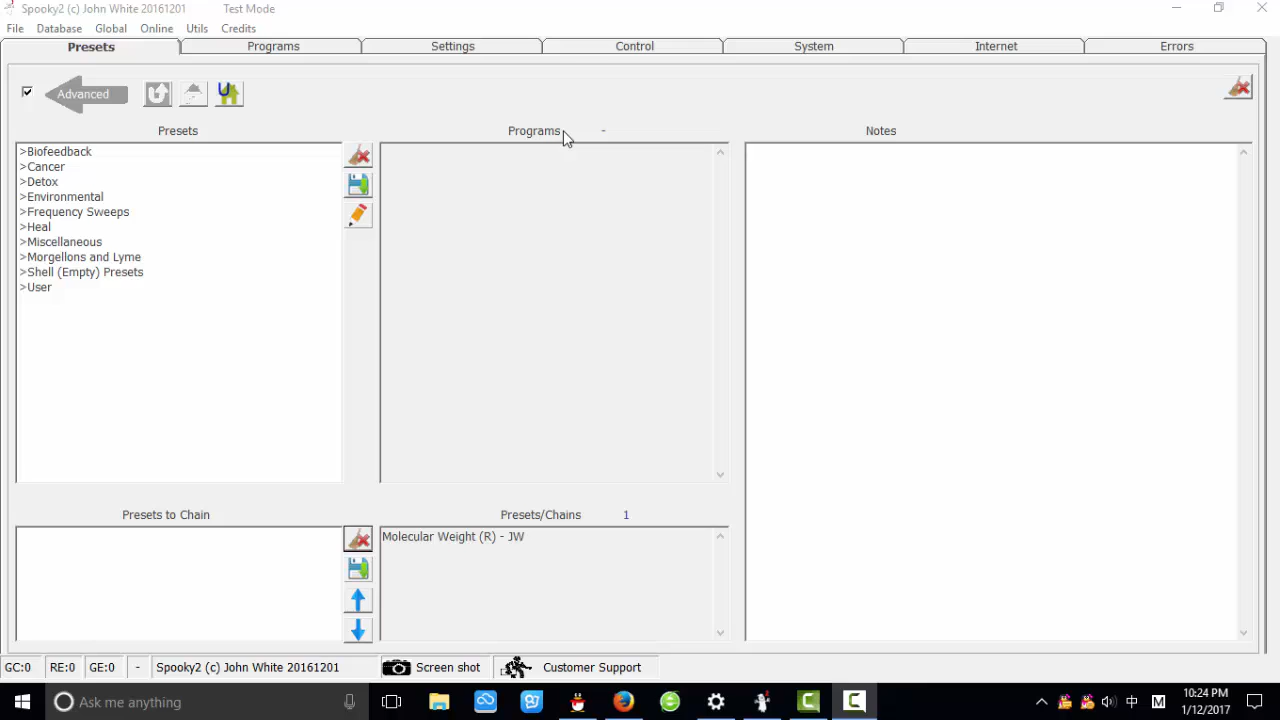 Spooky2 (c) John White 20161201 Test Mode
File Database Global Online Utils Credits
Presets Programs Settings Control System Internet Errors
Advanced
Presets Programs - Notes
>Biofeedback
>Cancer
>Detox
>Environmental
>Frequency Sweeps
>Heal
>Miscellaneous
>Morgellons and Lyme
>Shell (Empty) Presets
>User
Presets to Chain Presets/Chains 1
Molecular Weight (R) - JW
GC:0 RE:0 GE:0 - Spooky2 (c) John White 20161201 Screen shot Customer Support
Ask me anything
中 M
10:24 PM
1/12/2017